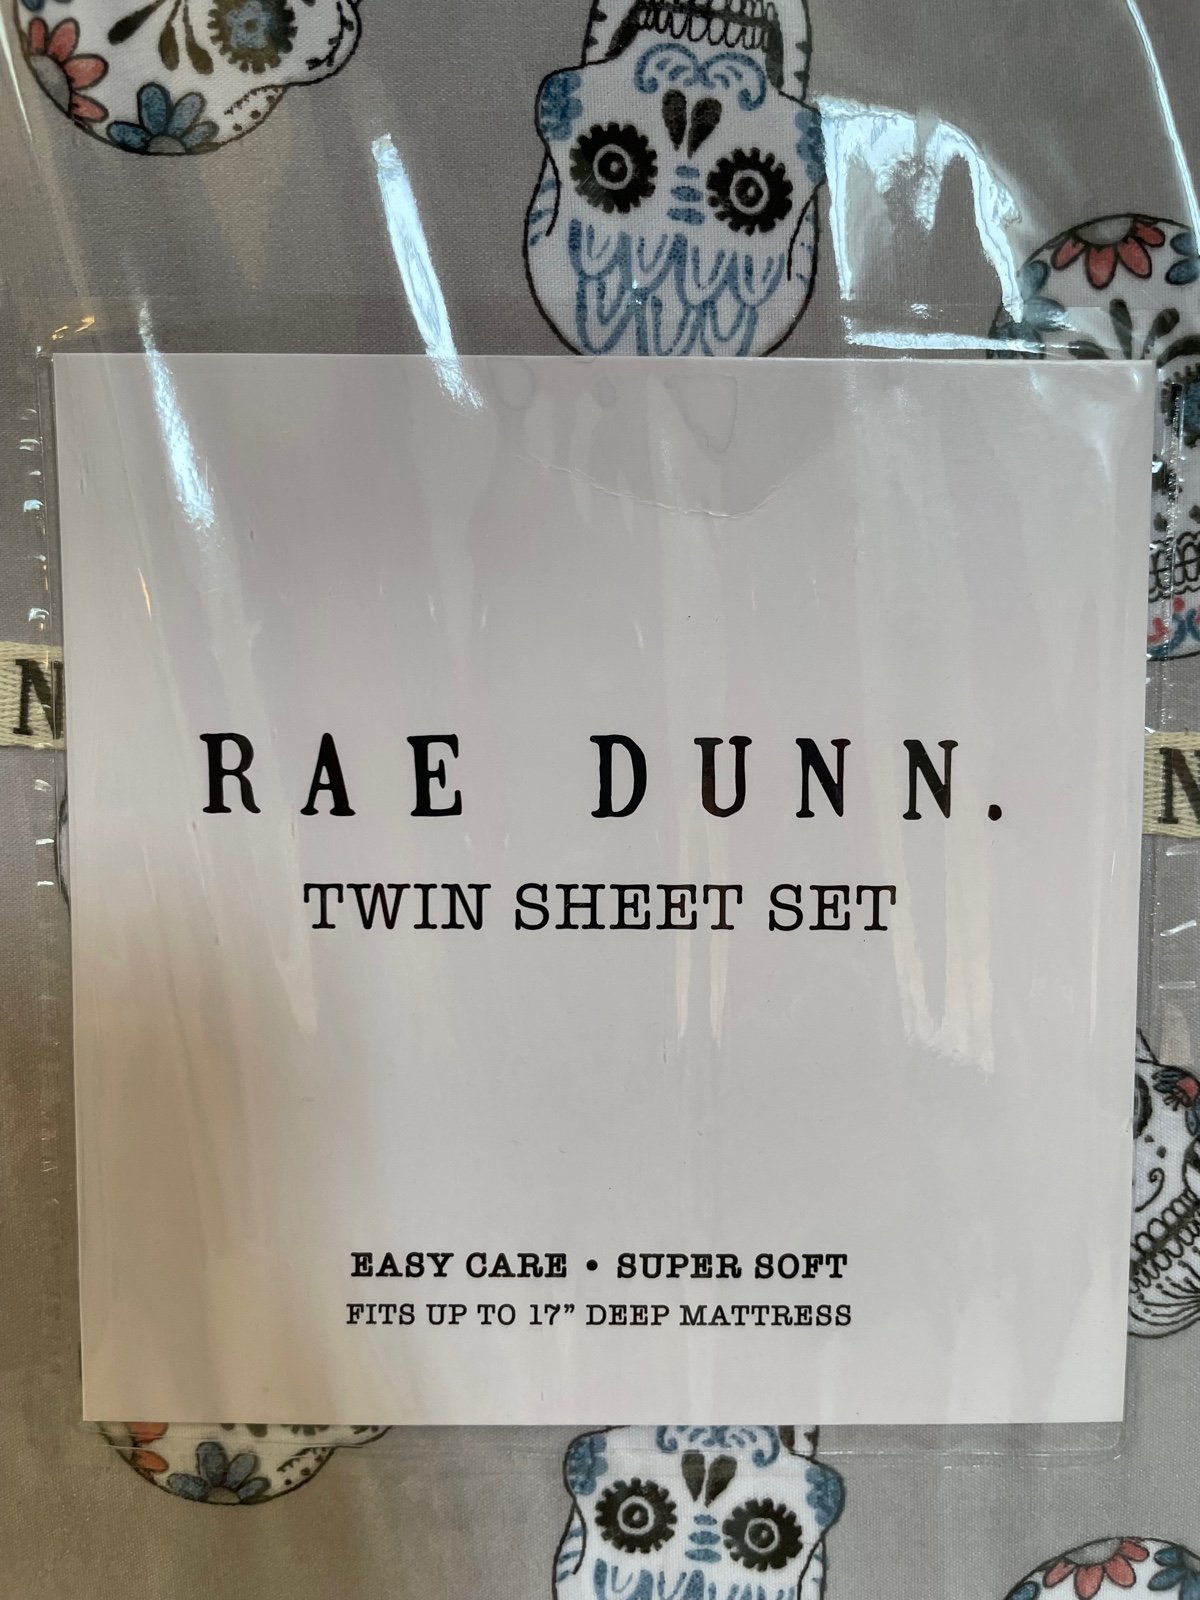 RAE DUNN.
TWIN SHEET SET
EASY CARE • SUPER SOFT
FITS UP TO 17” DEEP MATTRESS
N
N